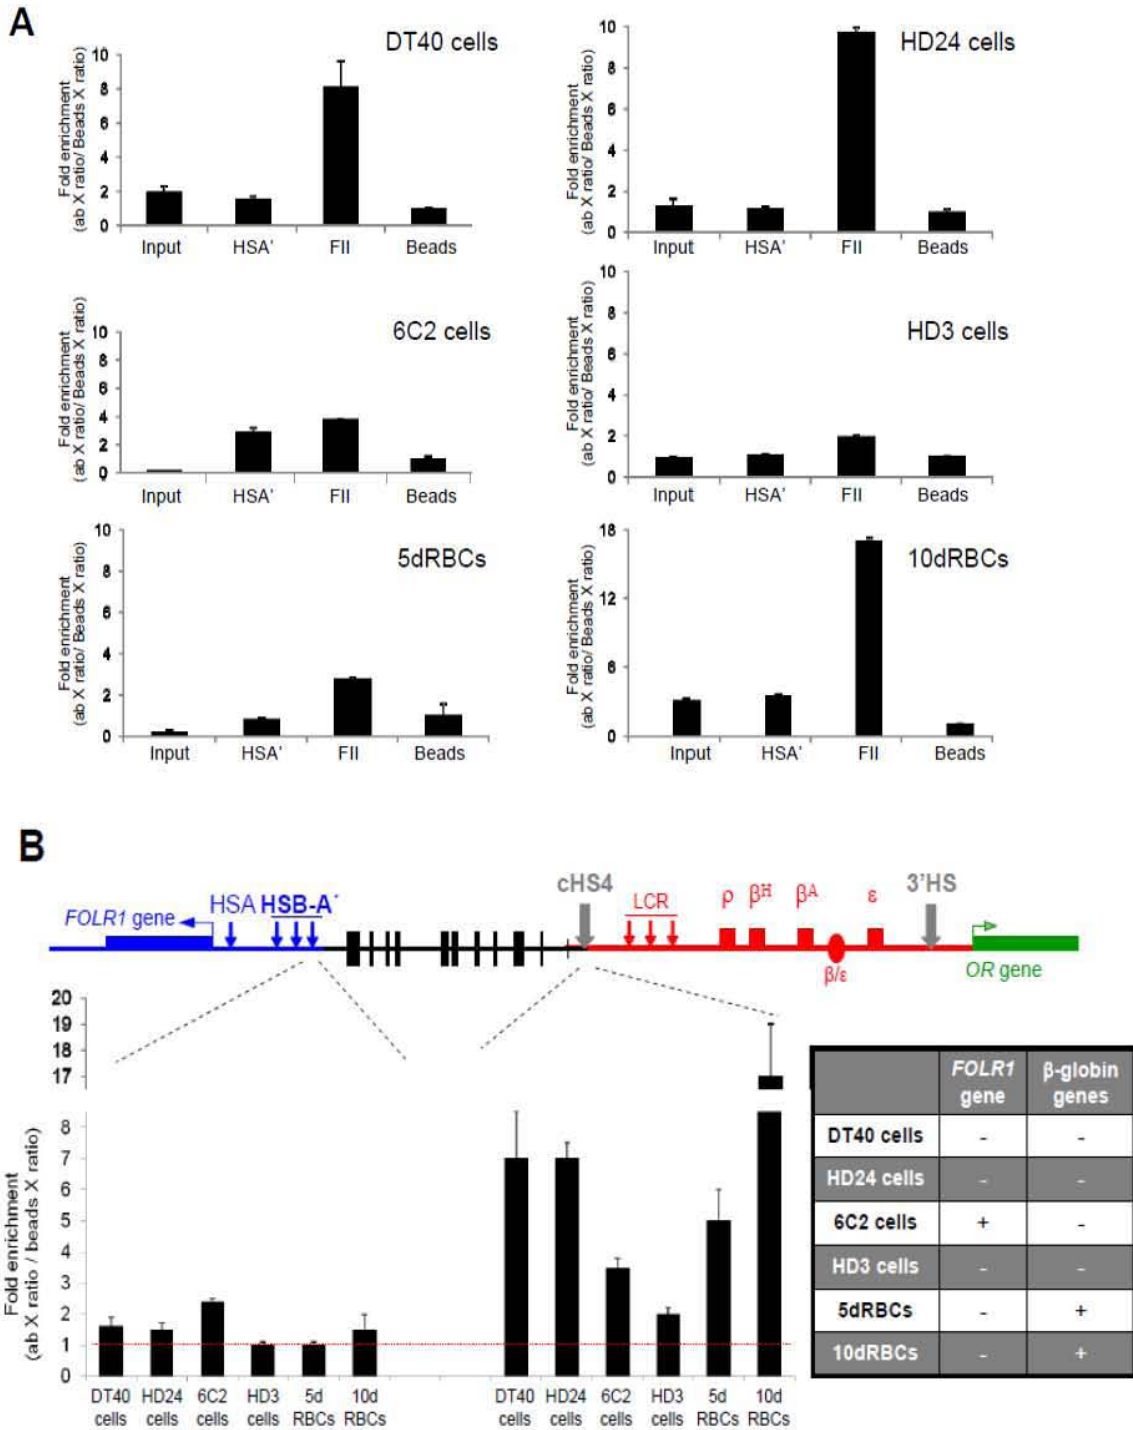 A
DT40 cells
Fold enrichment
(ab X ratio/ Beads X ratio)
10
8
6
4
2
0
Input HSA' FII Beads
HD24 cells
Fold enrichment
(ab X ratio/ Beads X ratio)
10
8
6
4
2
0
Input HSA' FII Beads
6C2 cells
Fold enrichment
(ab X ratio/ Beads X ratio)
10
8
6
4
2
0
Input HSA' FII Beads
HD3 cells
Fold enrichment
(ab X ratio/ Beads X ratio)
10
8
6
4
2
0
Input HSA' FII Beads
5dRBCs
Fold enrichment
(ab X ratio/ Beads X ratio)
10
8
6
4
2
0
Input HSA' FII Beads
10dRBCs
Fold enrichment
(ab X ratio/ Beads X ratio)
18
12
6
0
Input HSA' FII Beads
B
FOLR1 gene
HSA HSB-A'
cHS4
LCR
ρ βᴴ βᴬ ε
β/ε
3'HS
OR gene
Fold enrichment
(ab X ratio / beads X ratio)
20
19
18
17
8
7
6
5
4
3
2
1
0
DT40 HD24 6C2 HD3 5d 10d
cells cells cells cells RBCs RBCs
DT40 HD24 6C2 HD3 5d 10d
cells cells cells cells RBCs RBCs
FOLR1 β-globin
gene genes
DT40 cells - -
HD24 cells - -
6C2 cells + -
HD3 cells - -
5dRBCs - +
10dRBCs - +